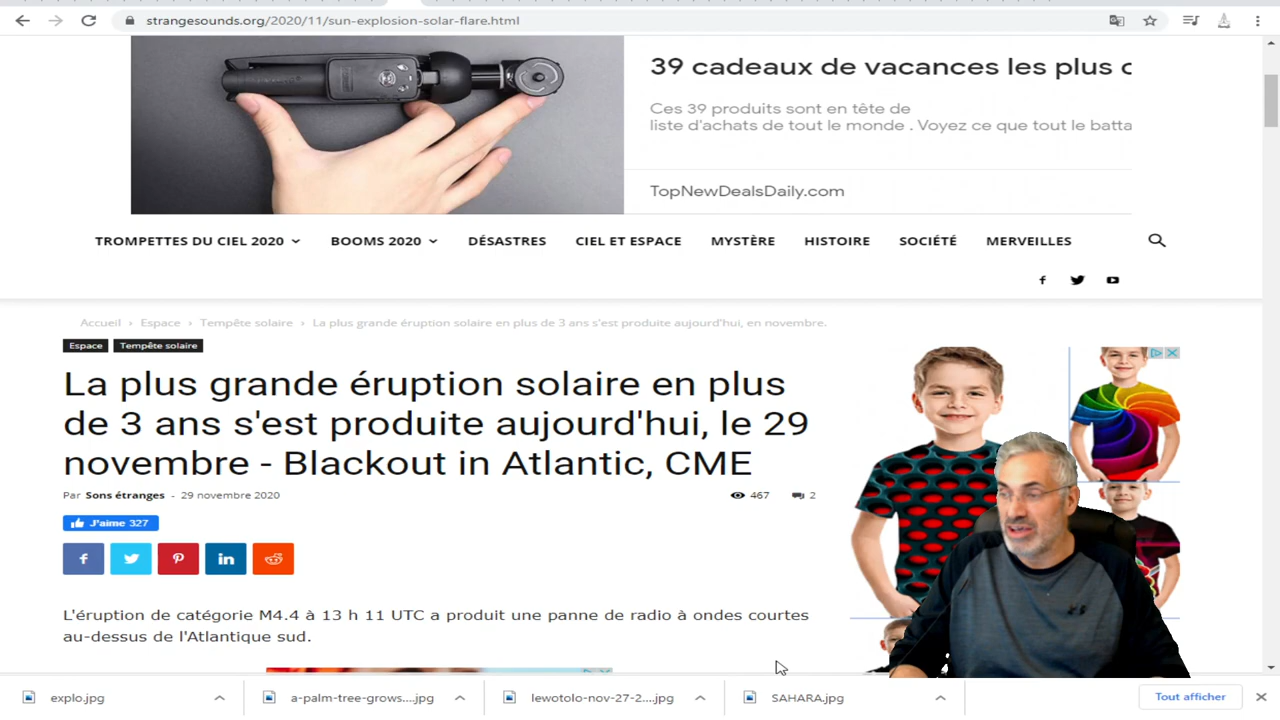 strangesounds.org/2020/11/sun-explosion-solar-flare.html
39 cadeaux de vacances les plus c
Ces 39 produits sont en tête de
liste d'achats de tout le monde . Voyez ce que tout le batta
TopNewDealsDaily.com
TROMPETTES DU CIEL 2020 BOOMS 2020 DÉSASTRES CIEL ET ESPACE MYSTÈRE HISTOIRE SOCIÉTÉ MERVEILLES
Accueil › Espace › Tempête solaire › La plus grande éruption solaire en plus de 3 ans s'est produite aujourd'hui, en novembre.
Espace Tempête solaire
La plus grande éruption solaire en plus
de 3 ans s'est produite aujourd'hui, le 29
novembre - Blackout in Atlantic, CME
Par Sons étranges - 29 novembre 2020 467 2
J'aime 327
L'éruption de catégorie M4.4 à 13 h 11 UTC a produit une panne de radio à ondes courtes
au-dessus de l'Atlantique sud.
explo.jpg a-palm-tree-grows....jpg lewotolo-nov-27-2....jpg SAHARA.jpg Tout afficher